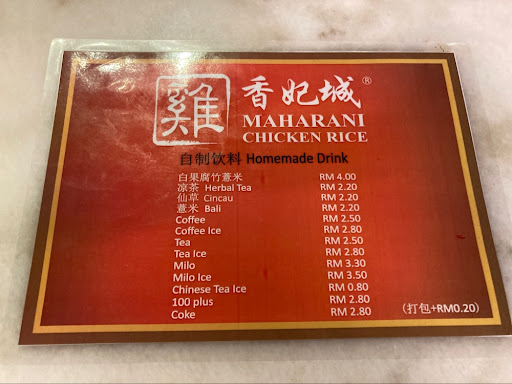 雞
香妃城®
MAHARANI
CHICKEN RICE
自制饮料 Homemade Drink
白果腐竹薏米 RM 4.00
凉茶 Herbal Tea RM 2.20
仙草 Cincau RM 2.20
薏米 Bali RM 2.20
Coffee RM 2.50
Coffee Ice RM 2.80
Tea RM 2.50
Tea Ice RM 2.80
Milo RM 3.30
Milo Ice RM 3.50
Chinese Tea Ice RM 0.80
100 plus RM 2.80
Coke RM 2.80
(打包+RM0.20)